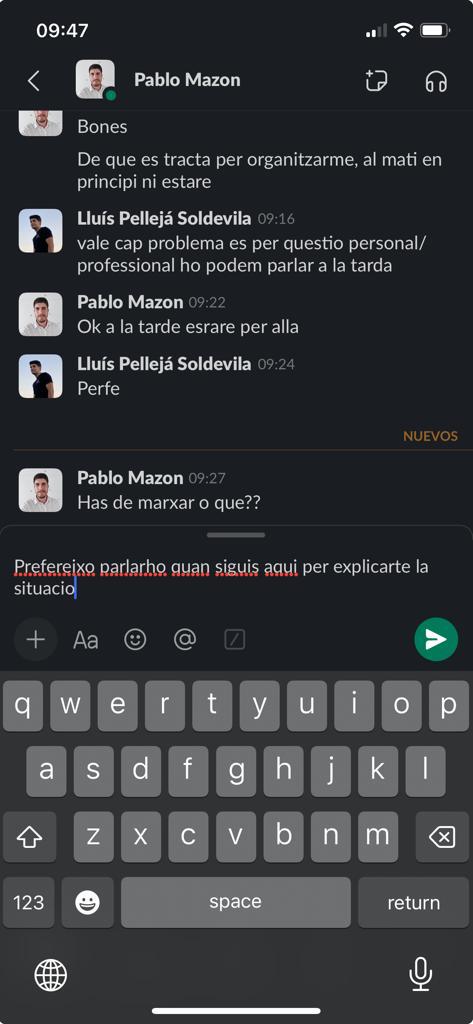 09:47
Pablo Mazon
Bones
De que es tracta per organitzarme, al mati en
principi ni estare
Lluís Pellejá Soldevila 09:16
vale cap problema es per questio personal/
professional ho podem parlar a la tarda
Pablo Mazon 09:22
Ok a la tarde esrare per alla
Lluís Pellejá Soldevila 09:24
Perfe
NUEVOS
Pablo Mazon 09:27
Has de marxar o que??
Prefereixo parlarho quan siguis aqui per explicarte la
situacio
Aa
@
q w e r t y u i o p
a s d f g h j k l
z x c v b n m
123 space return